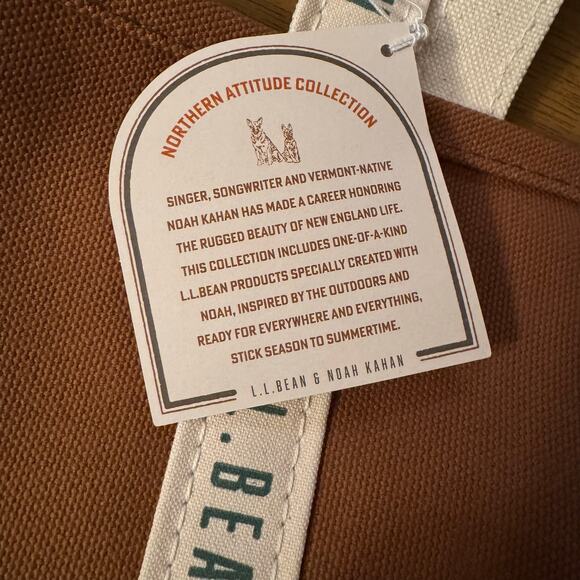 NORTHERN ATTITUDE COLLECTION
SINGER, SONGWRITER AND VERMONT-NATIVE
NOAH KAHAN HAS MADE A CAREER HONORING
THE RUGGED BEAUTY OF NEW ENGLAND LIFE.
THIS COLLECTION INCLUDES ONE-OF-A-KIND
L.L.BEAN PRODUCTS SPECIALLY CREATED WITH
NOAH, INSPIRED BY THE OUTDOORS AND
READY FOR EVERYWHERE AND EVERYTHING,
STICK SEASON TO SUMMERTIME.
L.L.BEAN & NOAH KAHAN
.BEA